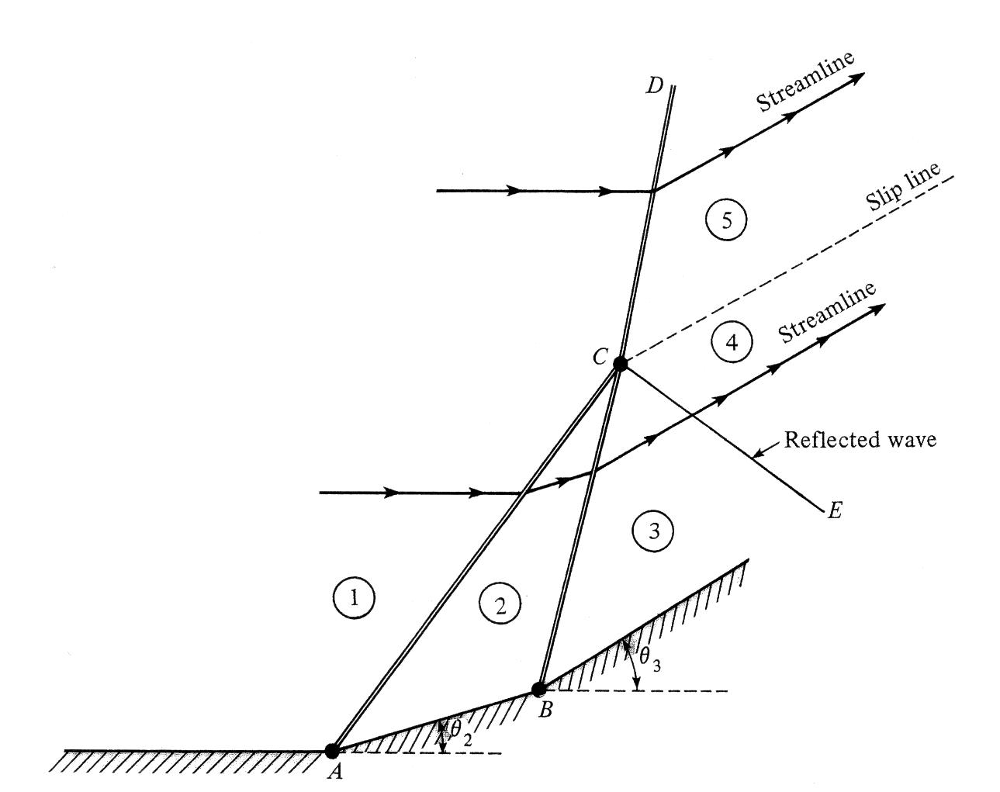 D
Streamline
Slip line
5
Streamline
C
4
Reflected wave
E
3
1
2
θ3
B
θ2
A